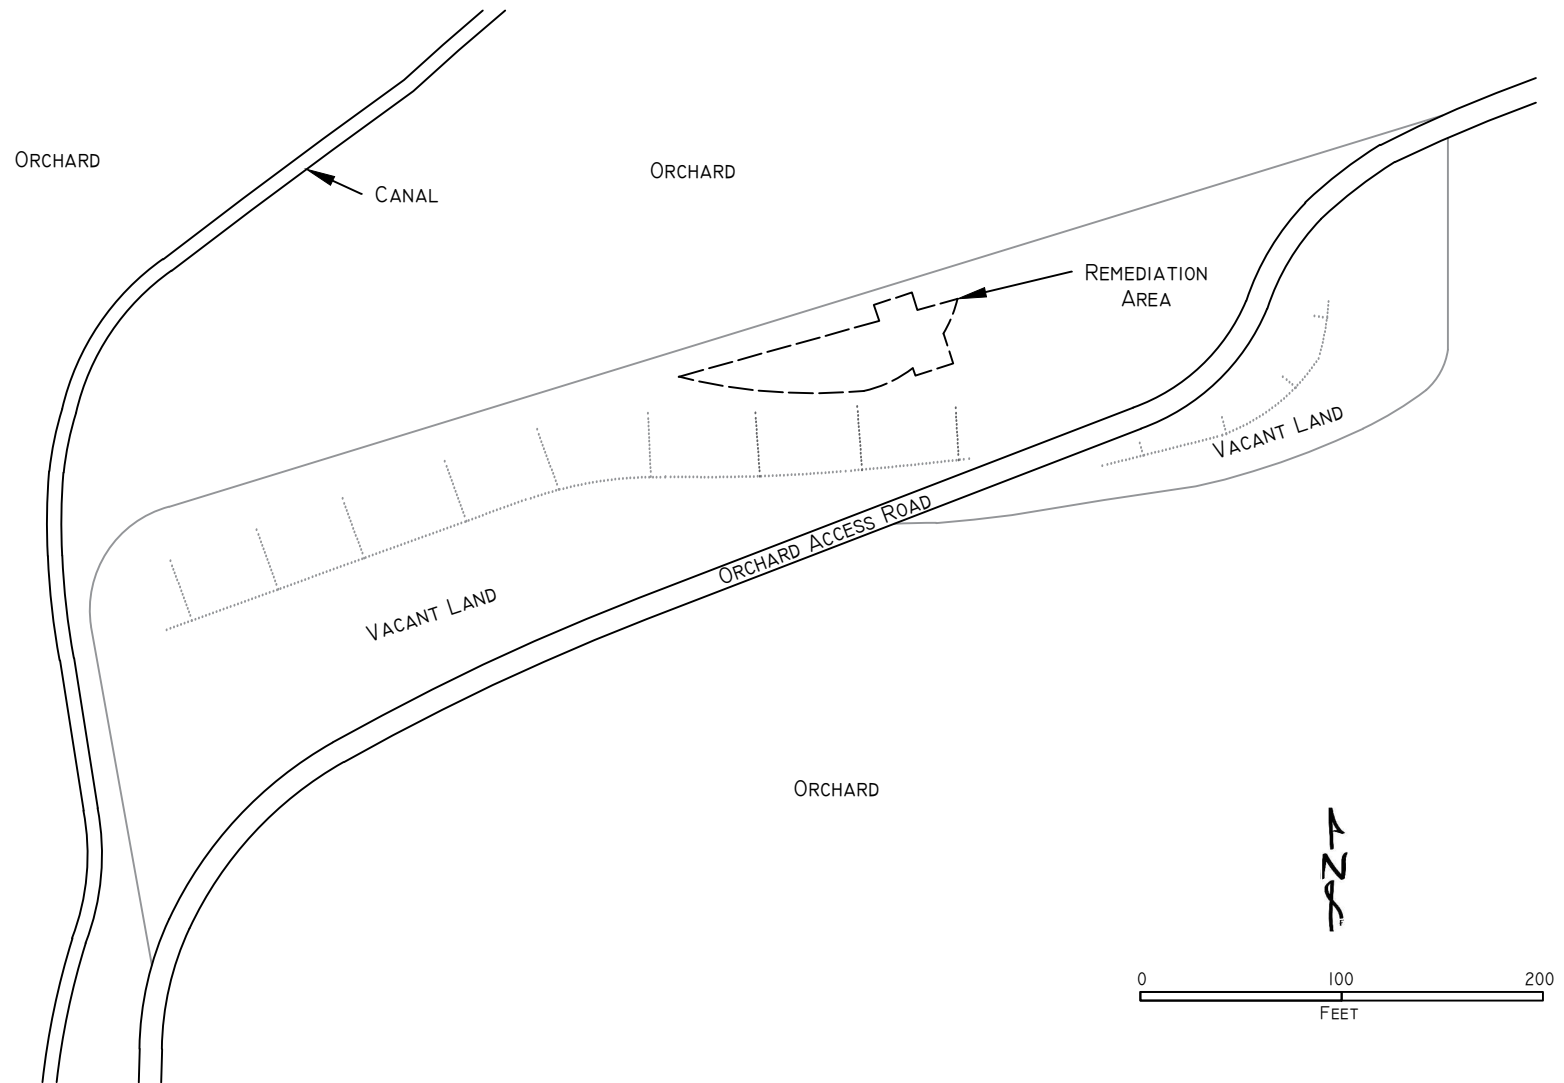 ORCHARD
ORCHARD
CANAL
REMEDIATION
AREA
VACANT LAND
ORCHARD ACCESS ROAD
VACANT LAND
ORCHARD
N
F
0 100 200
FEET